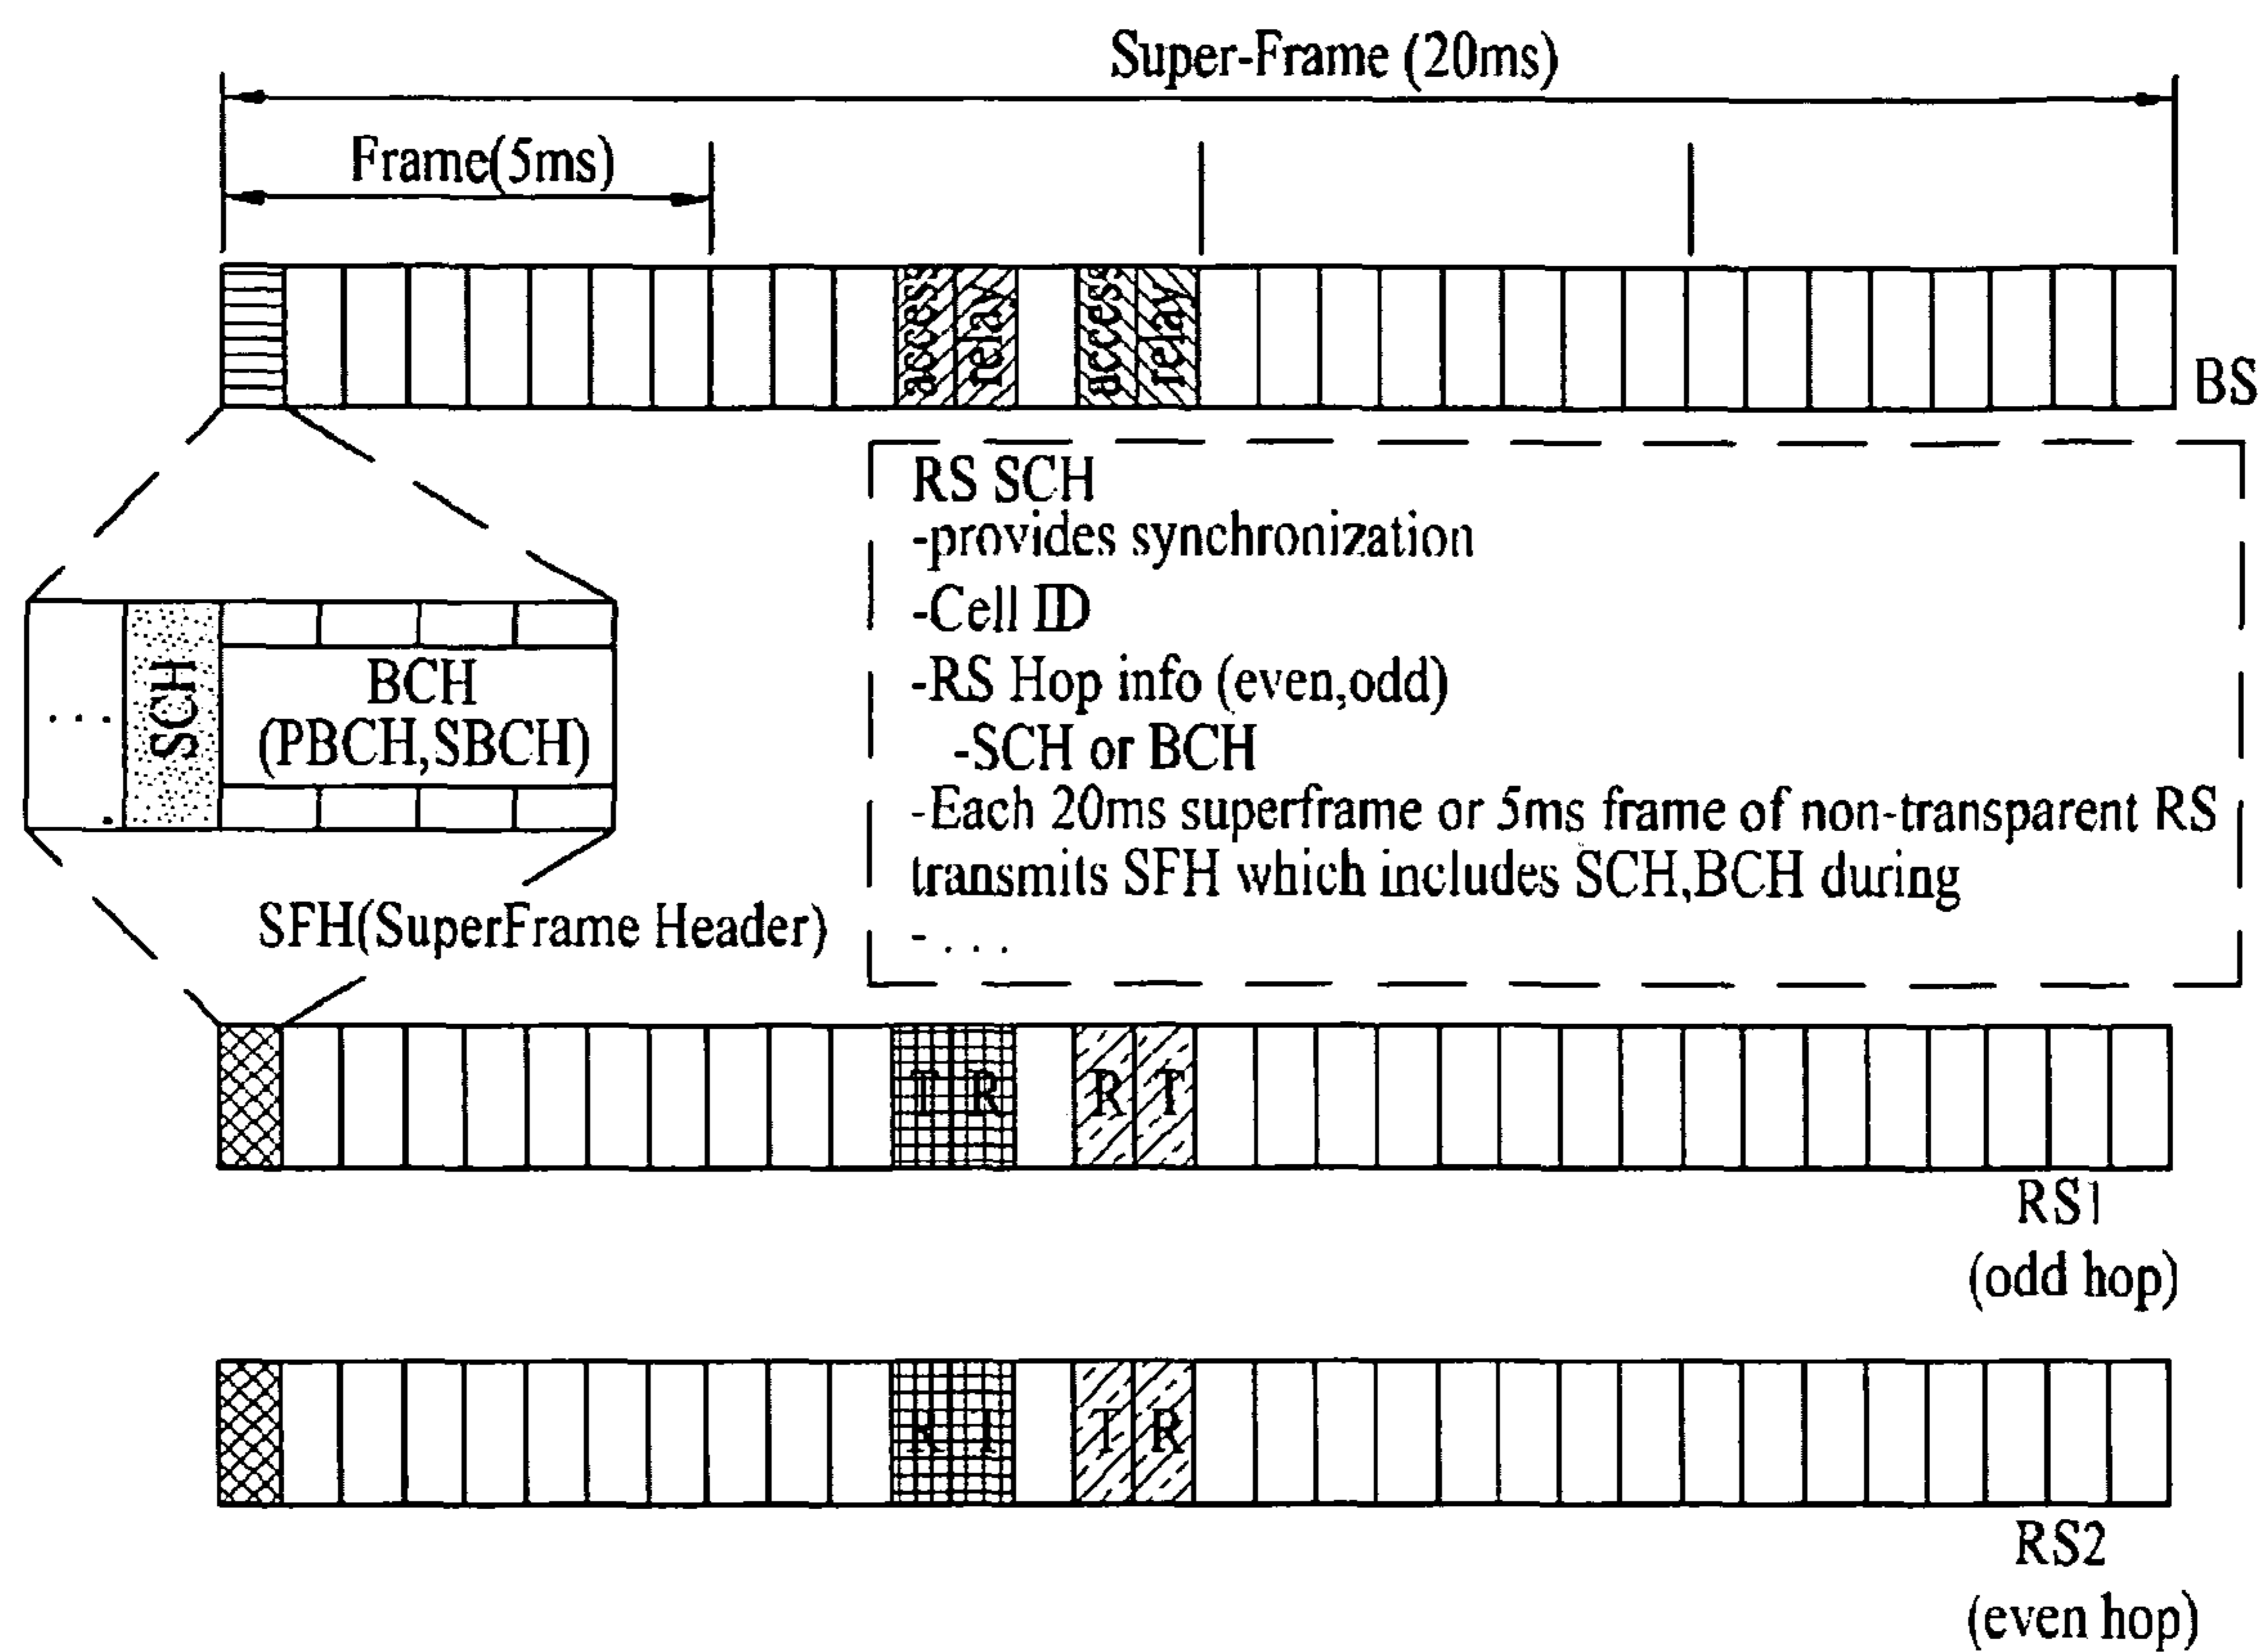 Super-Frame (20ms)
Frame(5ms)
access relay access relay
BS
RS SCH
-provides synchronization
-Cell ID
-RS Hop info (even,odd)
-SCH or BCH
-Each 20ms superframe or 5ms frame of non-transparent RS
transmits SFH which includes SCH,BCH during
- . . .
. . .
SCH
BCH
(PBCH,SBCH)
.
SFH(SuperFrame Header)
T R R T
RS1
(odd hop)
R T T R
RS2
(even hop)